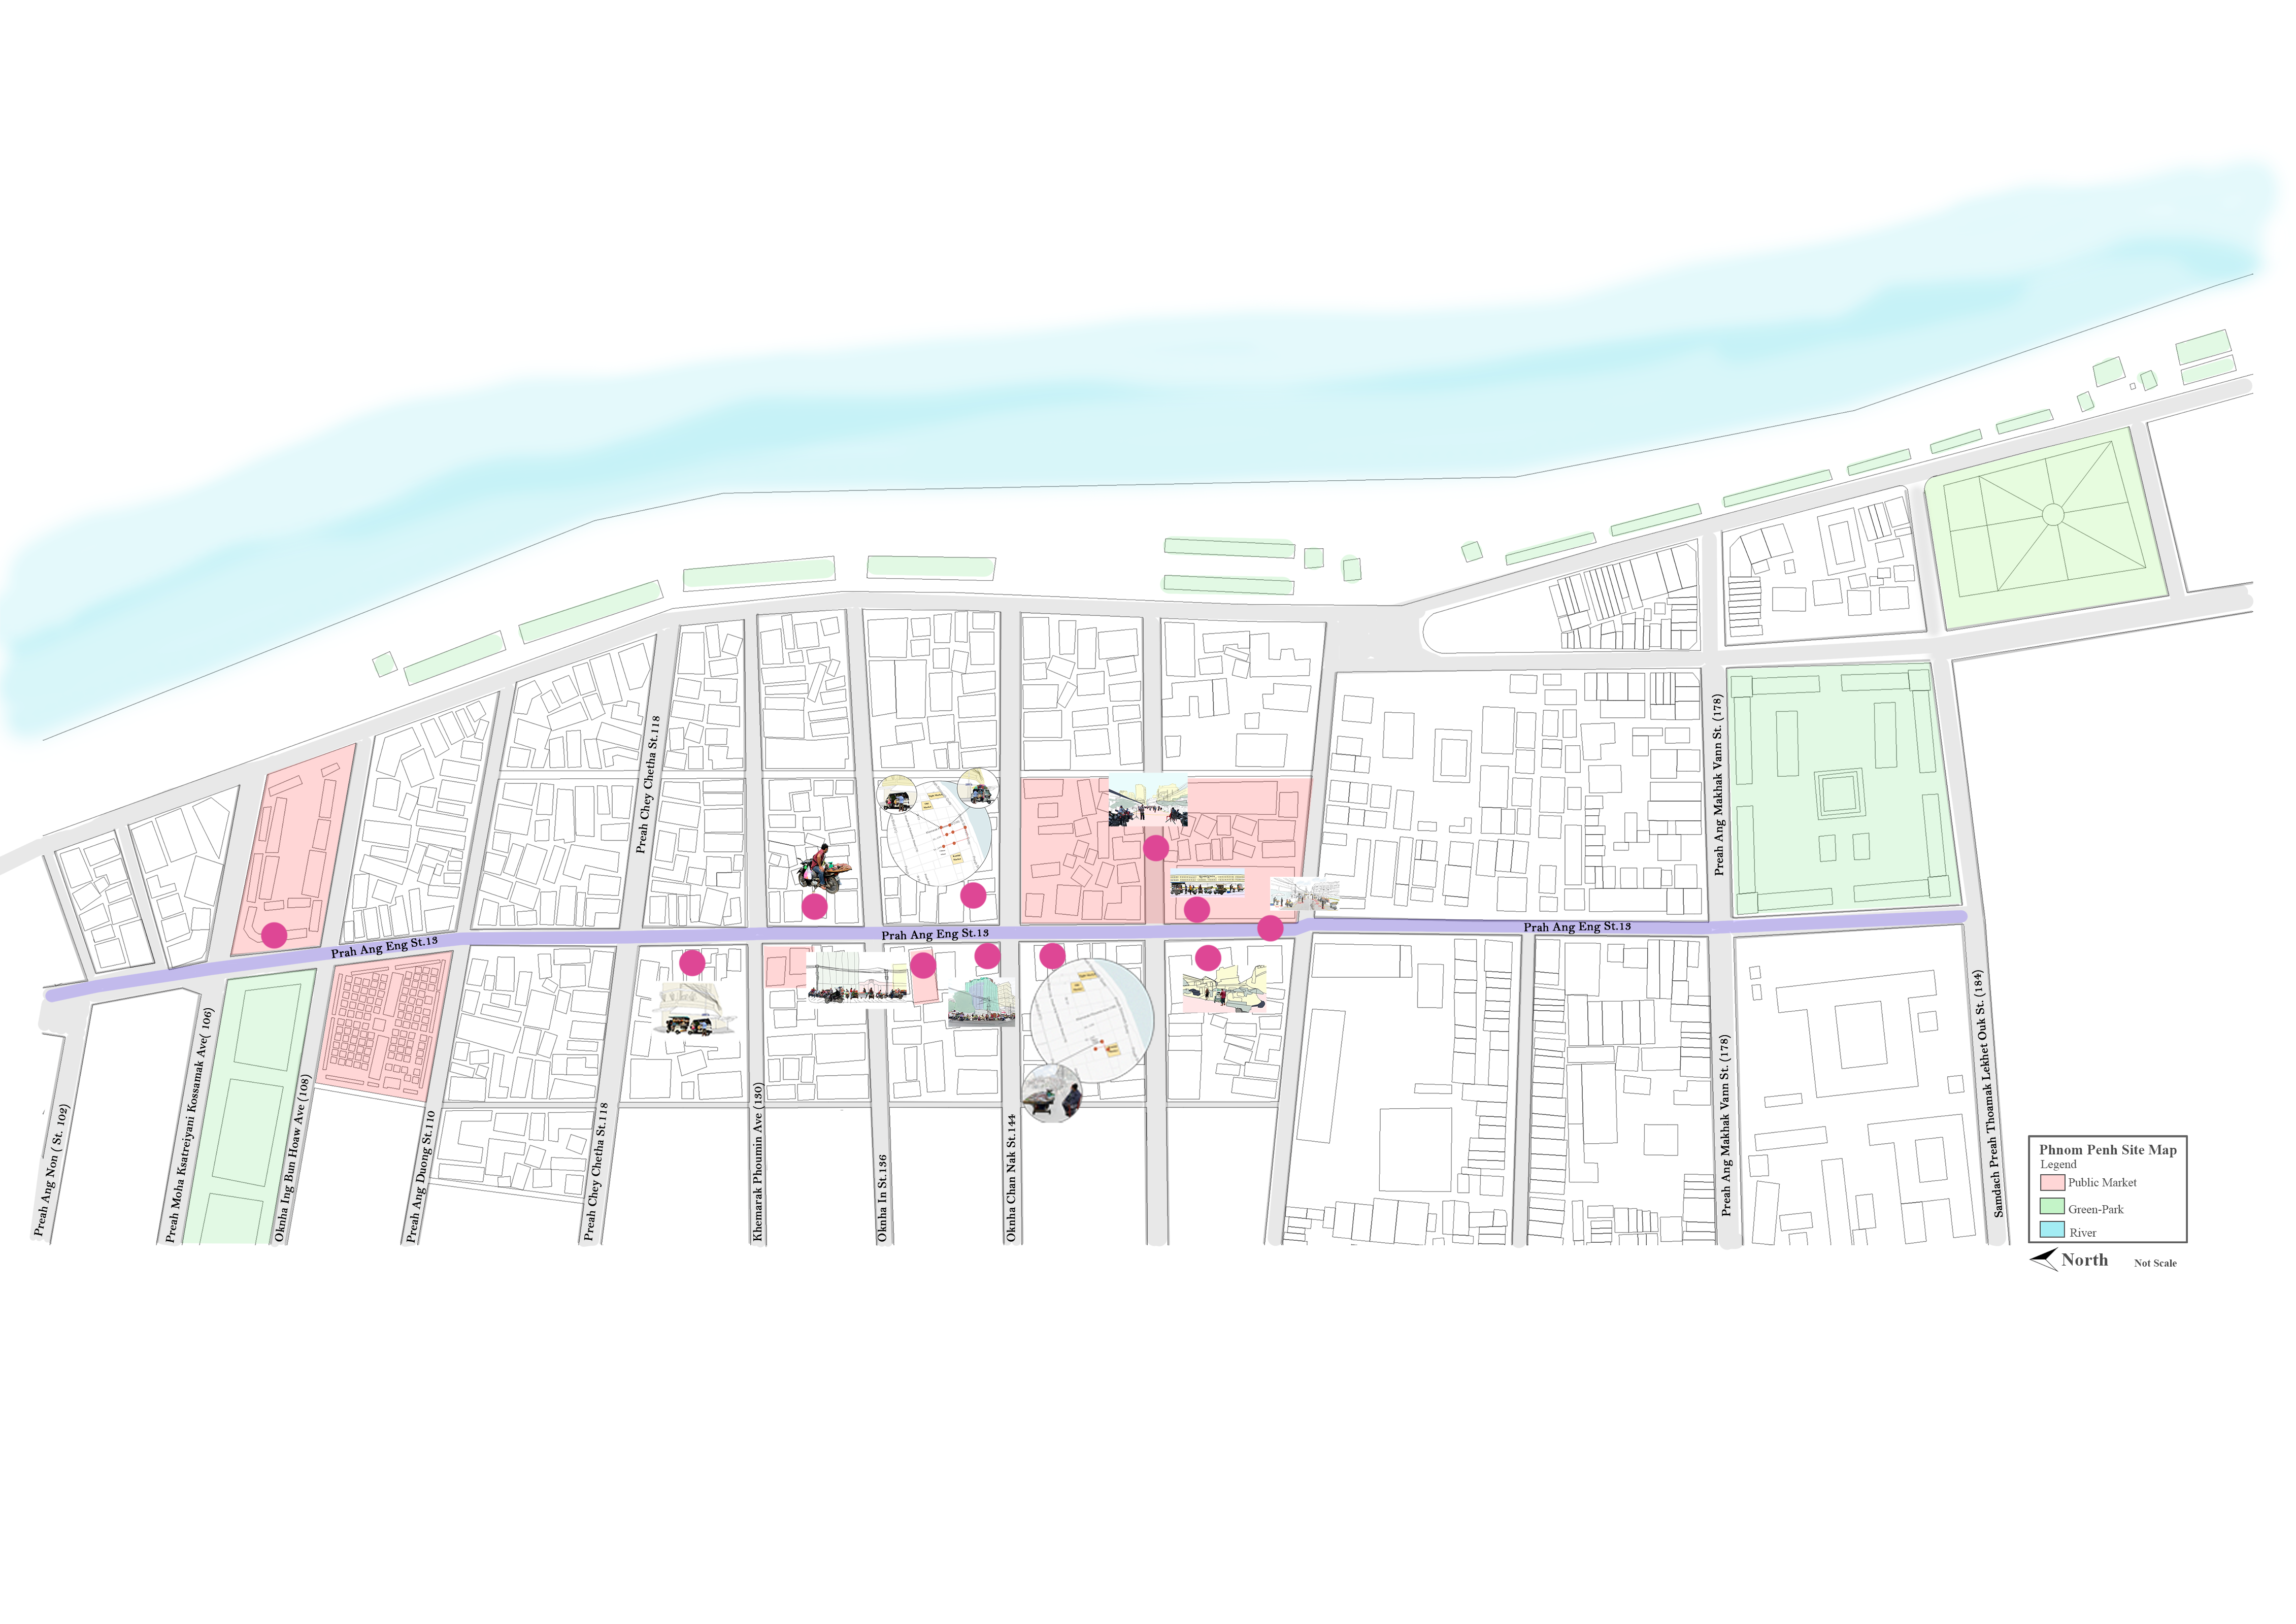 Preah Chey Chetha St.118
Preah Ang Makhak Vann St. (178)
Prah Ang Eng St.13
Prah Ang Eng St.13
Prah Ang Eng St.13
Preah Ang Non ( St. 102)
Preah Moha Ksatreiyani Kossamak Ave( 106)
Oknha Ing Bun Hoaw Ave (108)
Preah Ang Duong St.110
Preah Chey Chetha St.118
Khemarak Phoumin Ave (130)
Oknha In St.136
Oknha Chan Nak St.144
Preah Ang Makhak Vann St. (178)
Samdach Preah Thoamak Lekhet Ouk St. (184)
Phnom Penh Site Map
Legend
Public Market
Green-Park
River
North
Not Scale